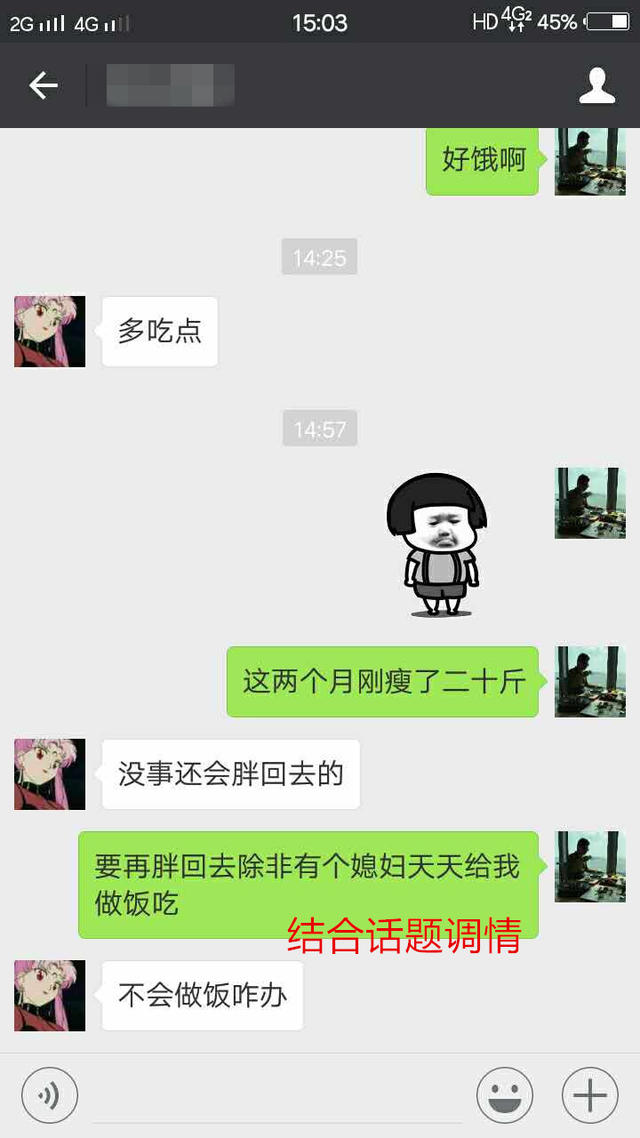 2G 4G 15:03 HD 4G2 45%
好饿啊
14:25
多吃点
14:57
这两个月刚瘦了二十斤
没事还会胖回去的
要再胖回去除非有个媳妇天天给我
做饭吃
结合话题调情
不会做饭咋办